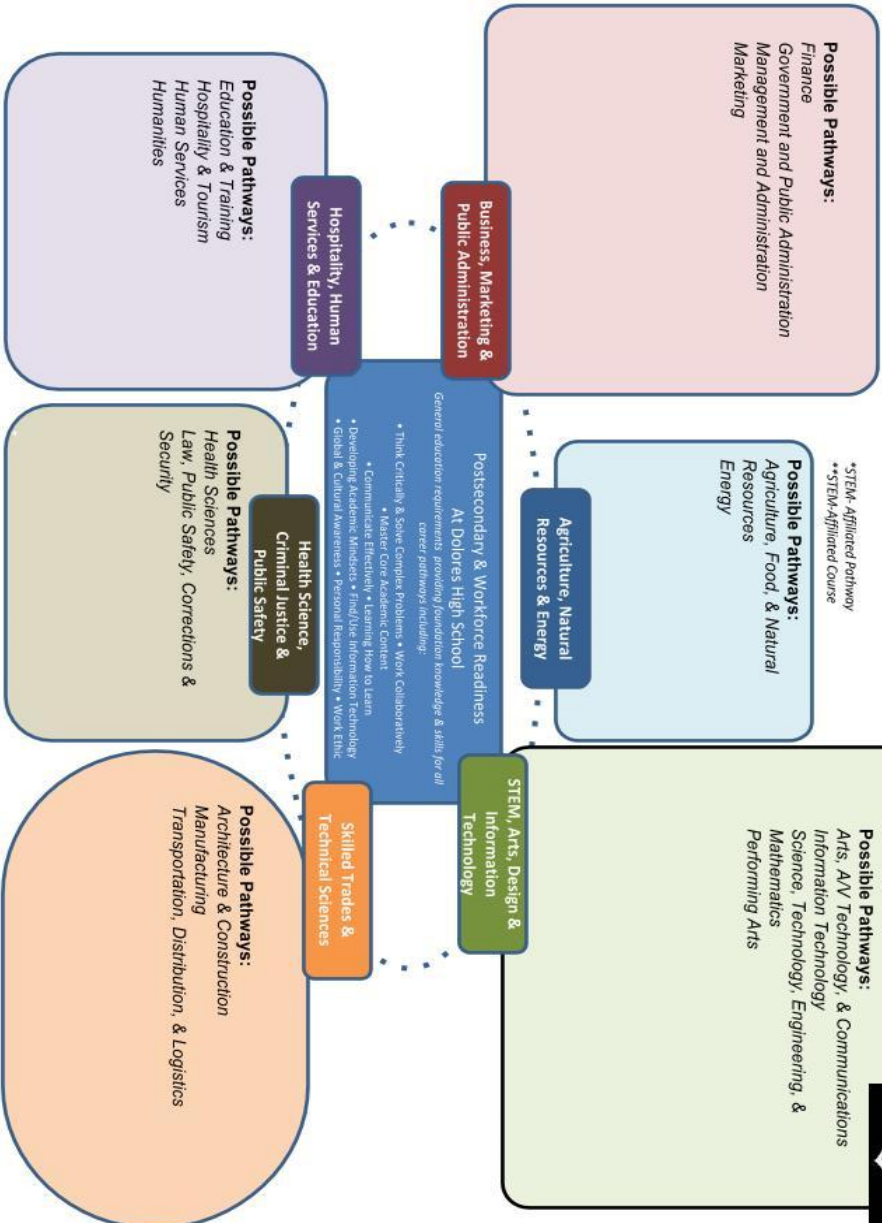 Possible Pathways:
Finance
Government and Public Administration
Management and Administration
Marketing
Business, Marketing &
Public Administration
*STEM- Affiliated Pathway
**STEM-Affiliated Course
Possible Pathways:
Agriculture, Food, & Natural
Resources
Energy
Agriculture, Natural
Resources & Energy
Possible Pathways:
Arts, A/V Technology, & Communications
Information Technology
Science, Technology, Engineering, &
Mathematics
Performing Arts
STEM, Arts, Design &
Information
Technology
Postsecondary & Workforce Readiness
At Dolores High School
General education requirements providing foundation knowledge & skills for all
career pathways including:
• Think Critically & Solve Complex Problems • Work Collaboratively
• Master Core Academic Content
• Communicate Effectively • Learning How to Learn
• Developing Academic Mindsets • Find/Use Information Technology
• Global & Cultural Awareness • Personal Responsibility • Work Ethic
Hospitality, Human
Services & Education
Possible Pathways:
Education & Training
Hospitality & Tourism
Human Services
Humanities
Health Science,
Criminal Justice &
Public Safety
Possible Pathways:
Health Sciences
Law, Public Safety, Corrections &
Security
Skilled Trades &
Technical Sciences
Possible Pathways:
Architecture & Construction
Manufacturing
Transportation, Distribution, & Logistics